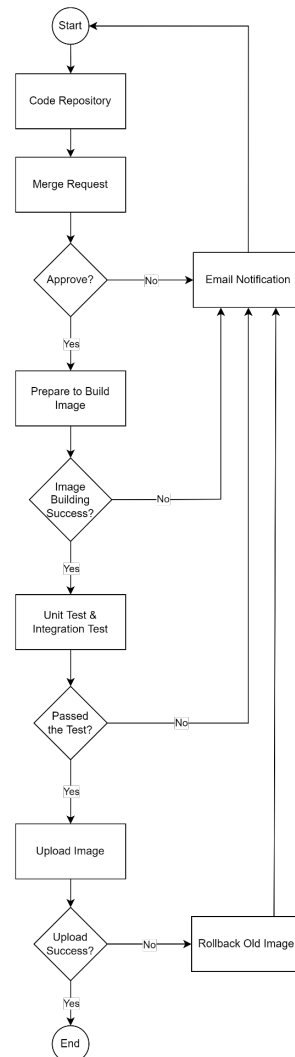 Start
Code Repository
Merge Request
Approve?
No
Email Notification
Yes
Prepare to Build
Image
Image
Building
Success?
No
Yes
Unit Test &
Integration Test
Passed
the Test?
No
Yes
Upload Image
Upload
Success?
No
Rollback Old Image
Yes
End